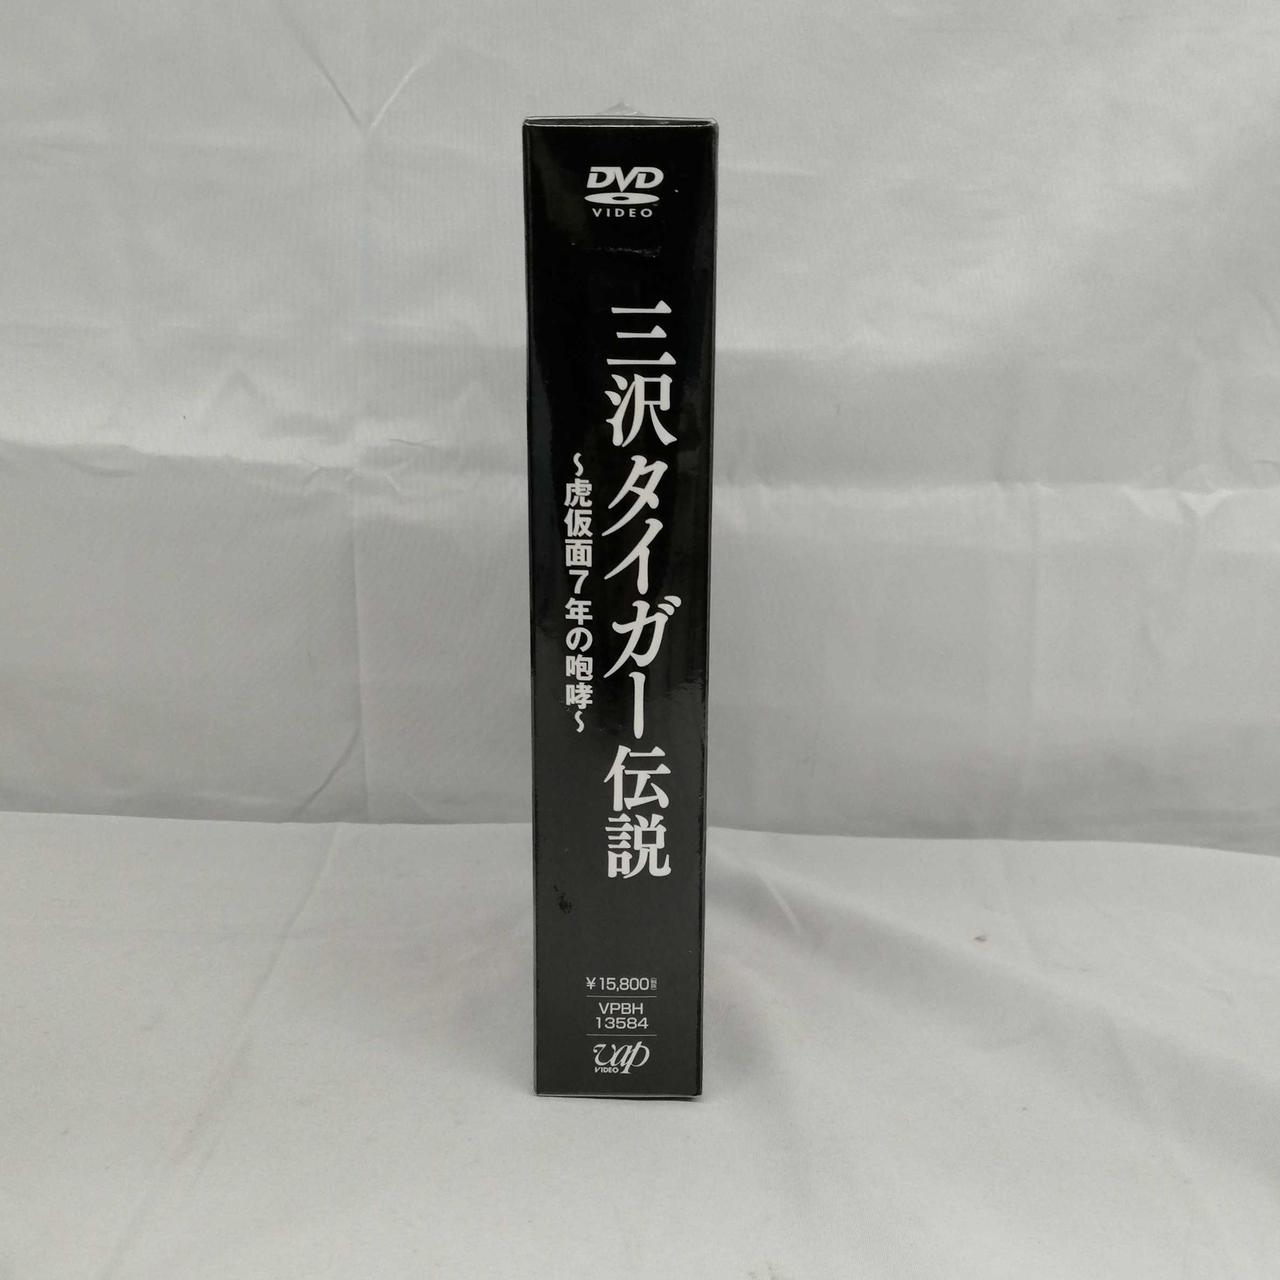 DVD
VIDEO
三沢タイガー伝説
～虎仮面7年の咆哮～
¥15,800
VPBH
13584
vap
VIDEO